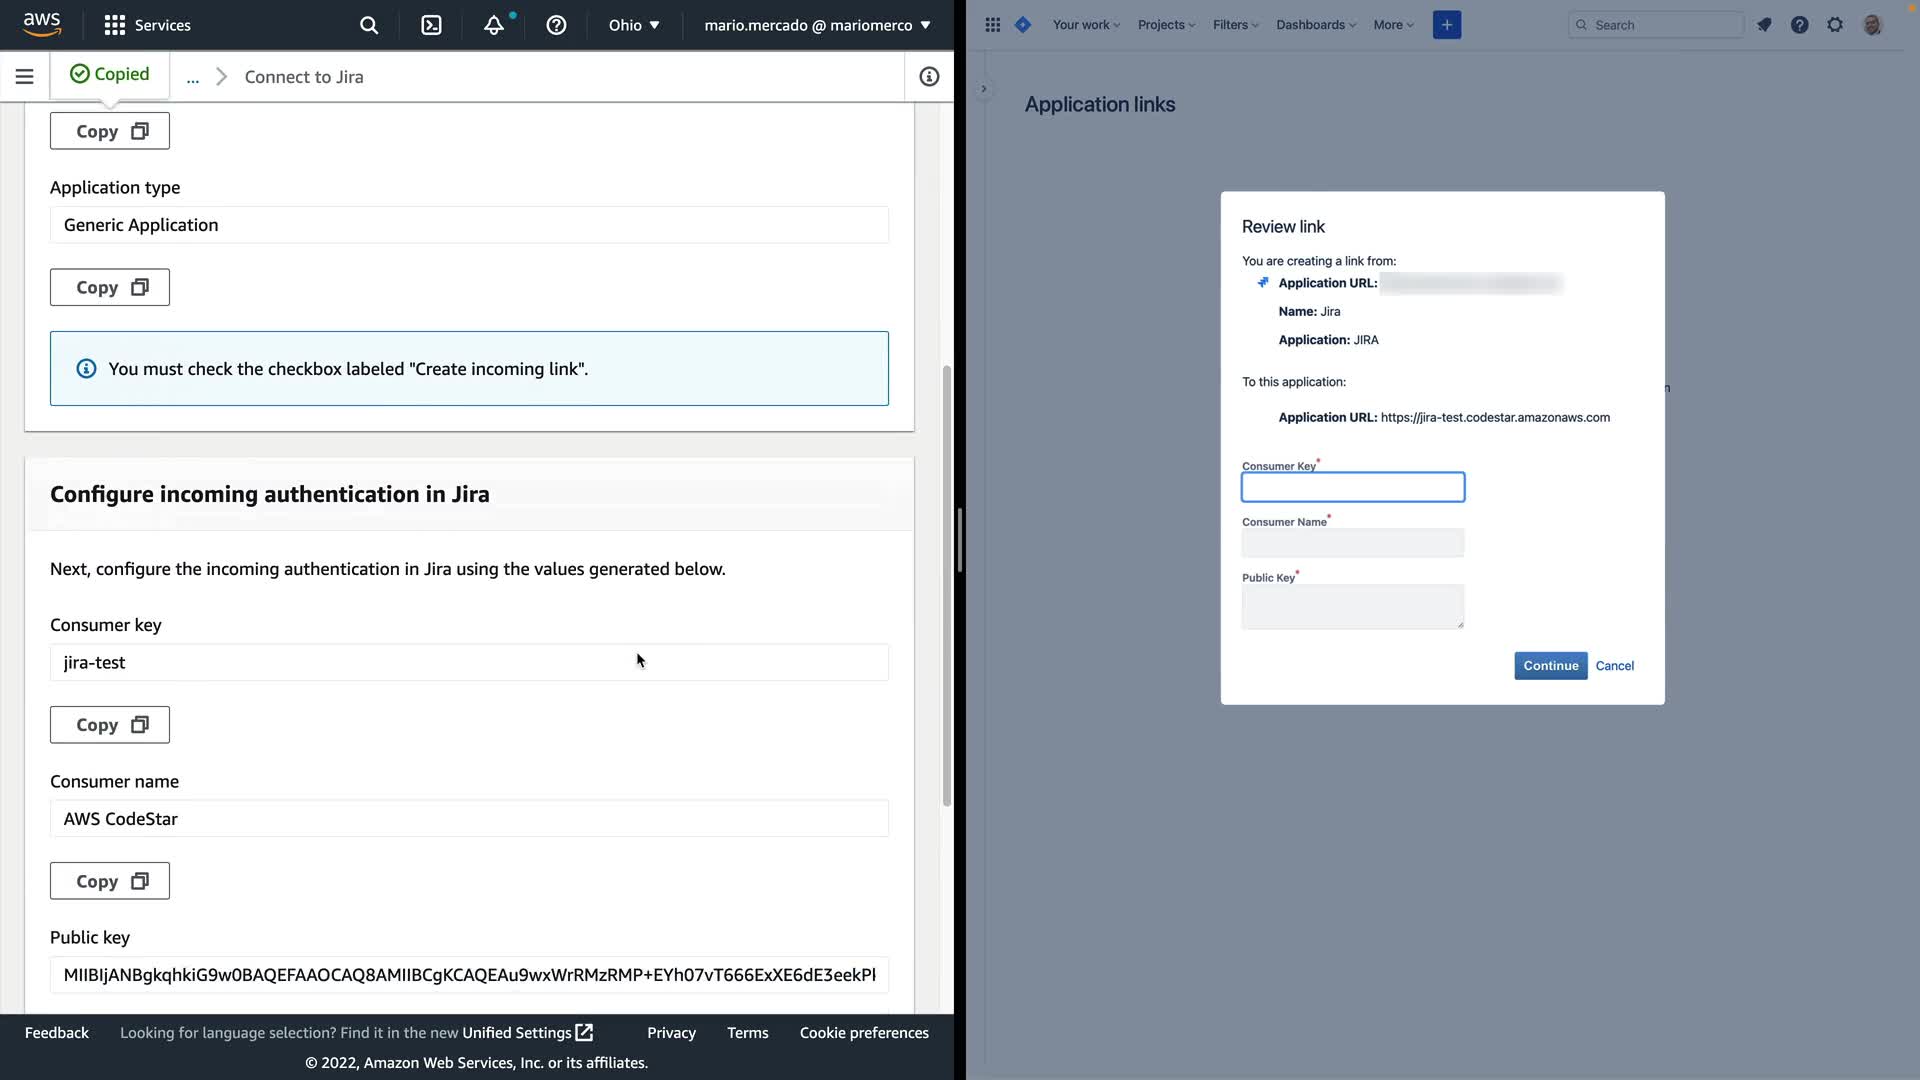 aws
Services
Ohio
mario.mercado @ mariomerco
Copied
...
Connect to Jira
Copy
Application type
Generic Application
Copy
You must check the checkbox labeled "Create incoming link".
Configure incoming authentication in Jira
Next, configure the incoming authentication in Jira using the values generated below.
Consumer key
jira-test
Copy
Consumer name
AWS CodeStar
Copy
Public key
MIIBIjANBgkqhkiG9w0BAQEFAAOCAQ8AMIIBCgKCAQEAu9wxWrRMzRMP+EYh07vT666ExXE6dE3eekPl
Feedback
Looking for language selection? Find it in the new Unified Settings
Privacy
Terms
Cookie preferences
© 2022, Amazon Web Services, Inc. or its affiliates.
Your work
Projects
Filters
Dashboards
More
+
Search
Application links
Review link
You are creating a link from:
Application URL:
Name: Jira
Application: JIRA
To this application:
n
Application URL: https://jira-test.codestar.amazonaws.com
Consumer Key*
Consumer Name*
Public Key*
Continue
Cancel